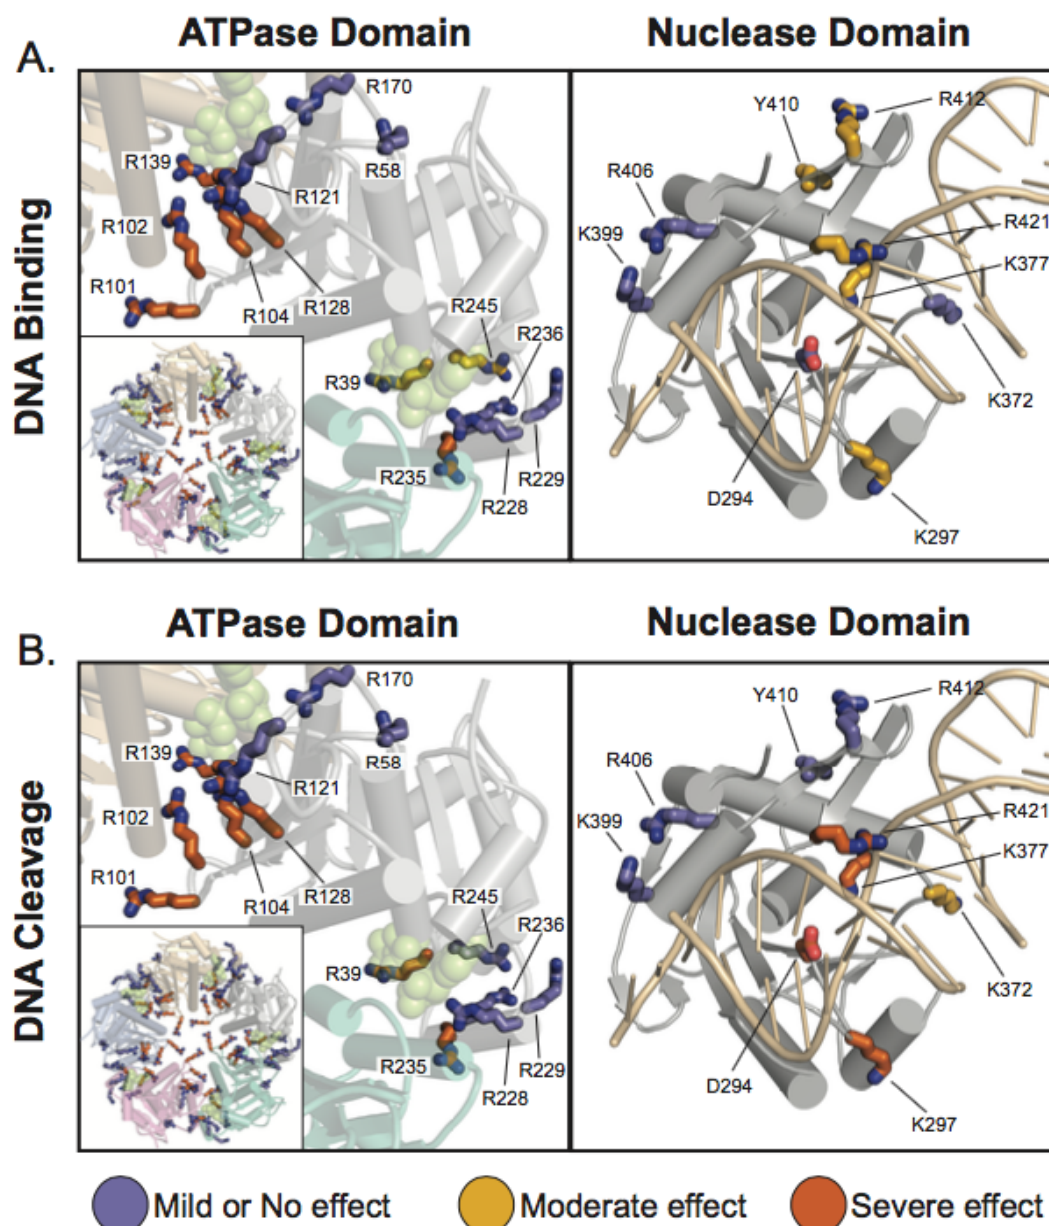 ATPase Domain
Nuclease Domain
A.
DNA Binding
R170
R58
R139
R121
R102
R101
R104
R128
R245
R236
R39
R235
R229
R228
Y410
R412
R406
K399
R421
K377
K372
D294
K297
ATPase Domain
Nuclease Domain
B.
DNA Cleavage
R170
R58
R139
R121
R102
R101
R104
R128
R245
R236
R39
R235
R229
R228
Y410
R412
R406
K399
R421
K377
K372
D294
K297
Mild or No effect
Moderate effect
Severe effect